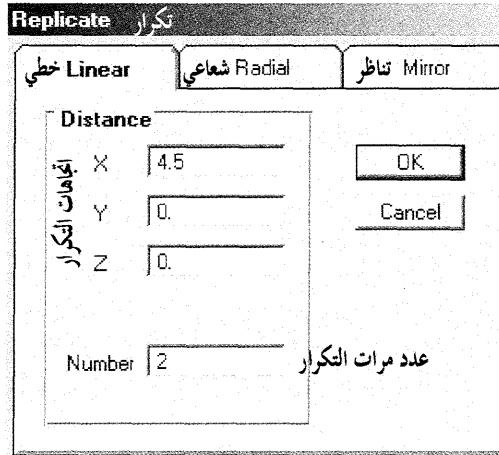 Replicate تكرار
Linear خطي
Radial شعاعي
Mirror تناظر
Distance
اتجاهات التكرار
X 4.5
Y 0.
Z 0.
Number 2 عدد مرات التكرار
OK
Cancel